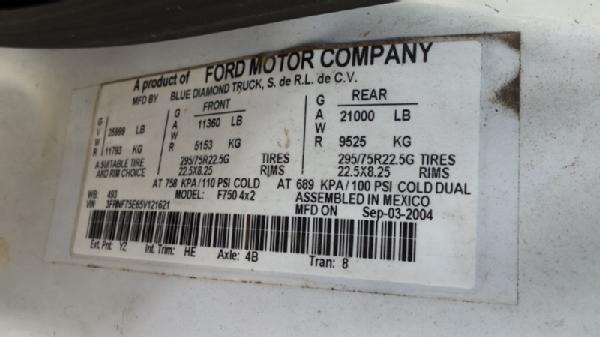 A product of FORD MOTOR COMPANY
MFD BY BLUE DIAMOND TRUCK, S. de R.L. de C.V.
G V W R 25999 LB 11793 KG
FRONT
G A W R 11360 LB 5153 KG
REAR
G A W R 21000 LB 9525 KG
A SUITABLE TIRE AND RIM CHOICE
295/75R22.5G TIRES
22.5X8.25 RIMS
295/75R22.5G TIRES
22.5X8.25 RIMS
AT 758 KPA/110 PSI COLD AT 689 KPA/100 PSI COLD DUAL
WB: 493 MODEL: F750 4x2 ASSEMBLED IN MEXICO
VIN 3FRNF75E65V121621 MFD ON Sep-03-2004
Ext. Pnt: YZ Int. Trim: HE Axle: 4B Tran: 8